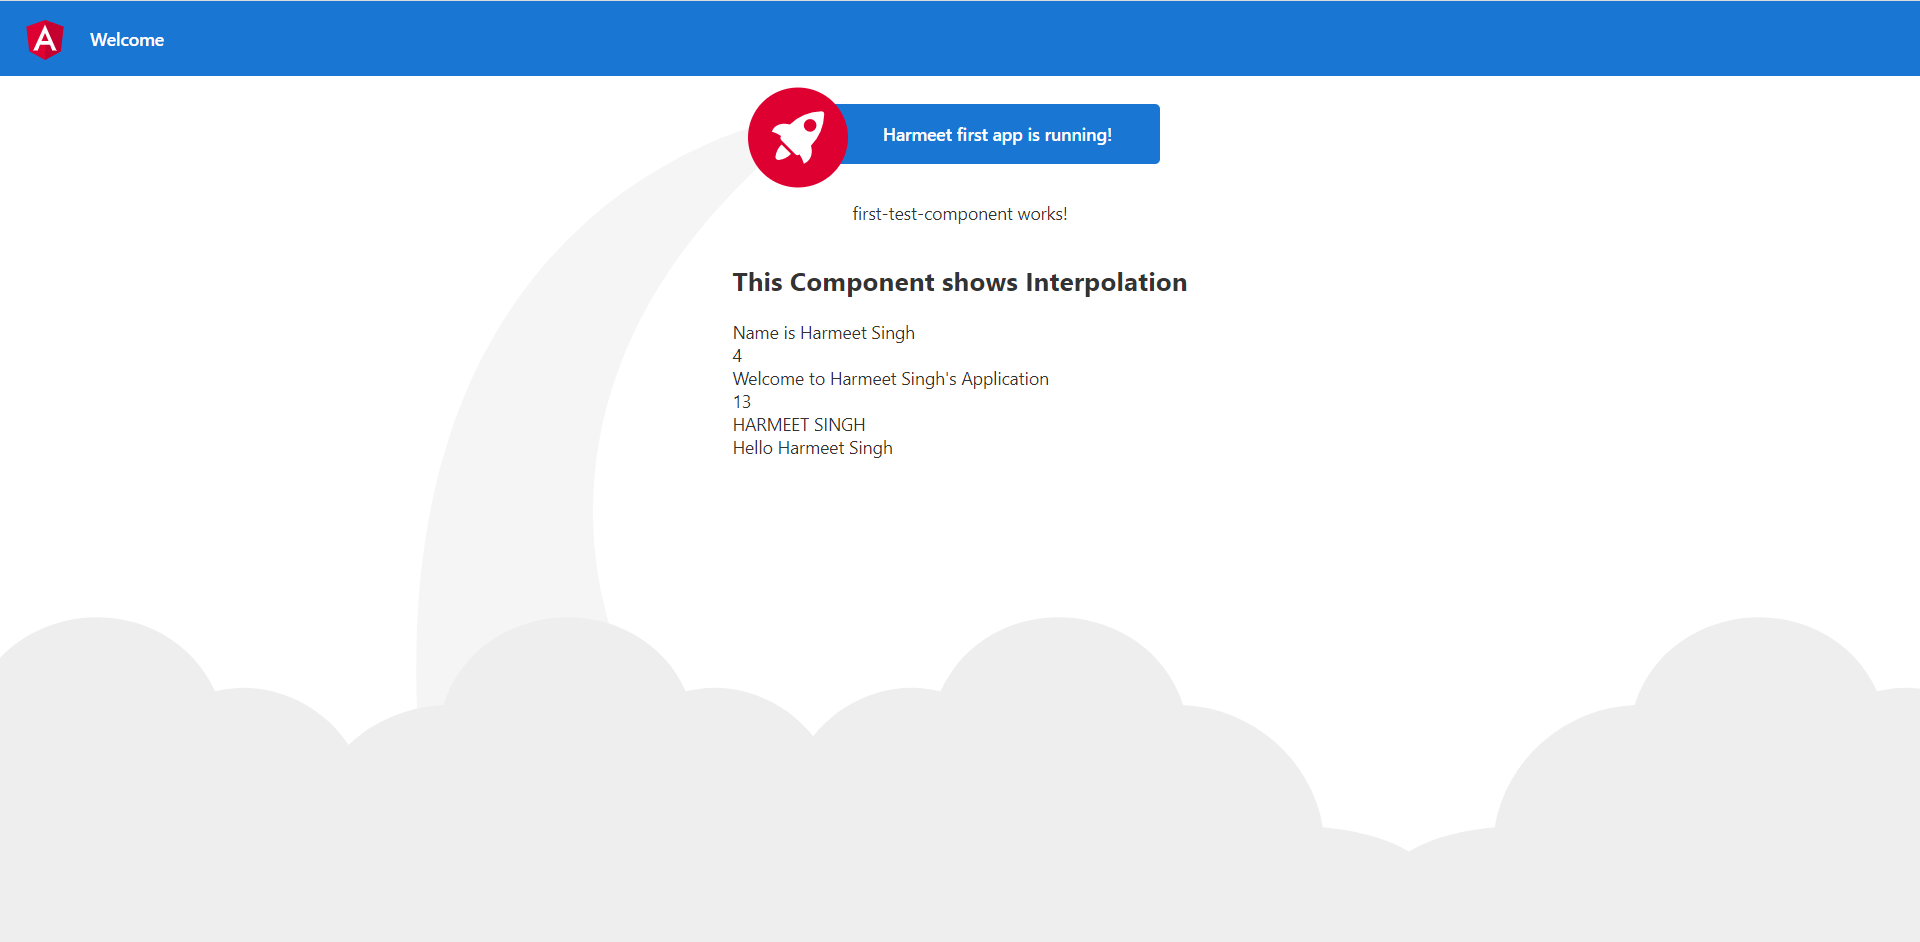 Welcome
Harmeet first app is running!
first-test-component works!
This Component shows Interpolation
Name is Harmeet Singh
4
Welcome to Harmeet Singh's Application
13
HARMEET SINGH
Hello Harmeet Singh